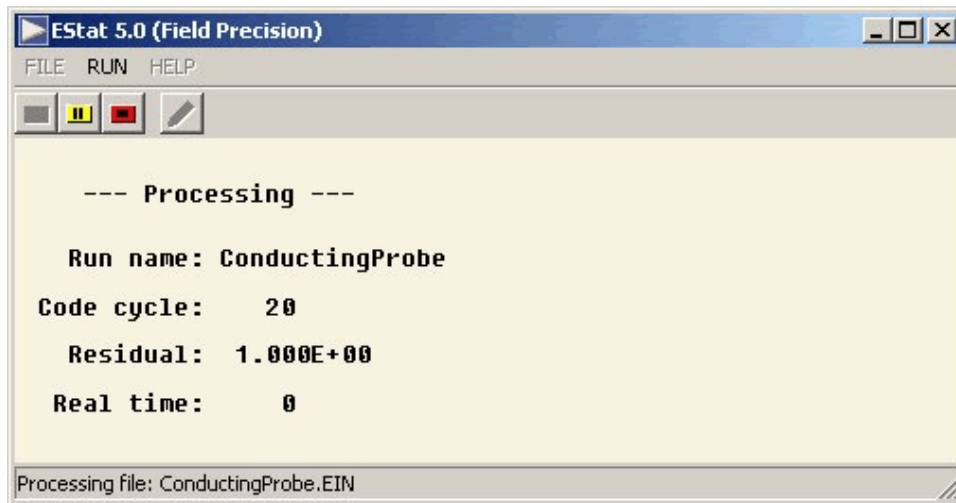 EStat 5.0 (Field Precision)
FILE RUN HELP
--- Processing ---
Run name: ConductingProbe
Code cycle: 20
Residual: 1.000E+00
Real time: 0
Processing file: ConductingProbe.EIN